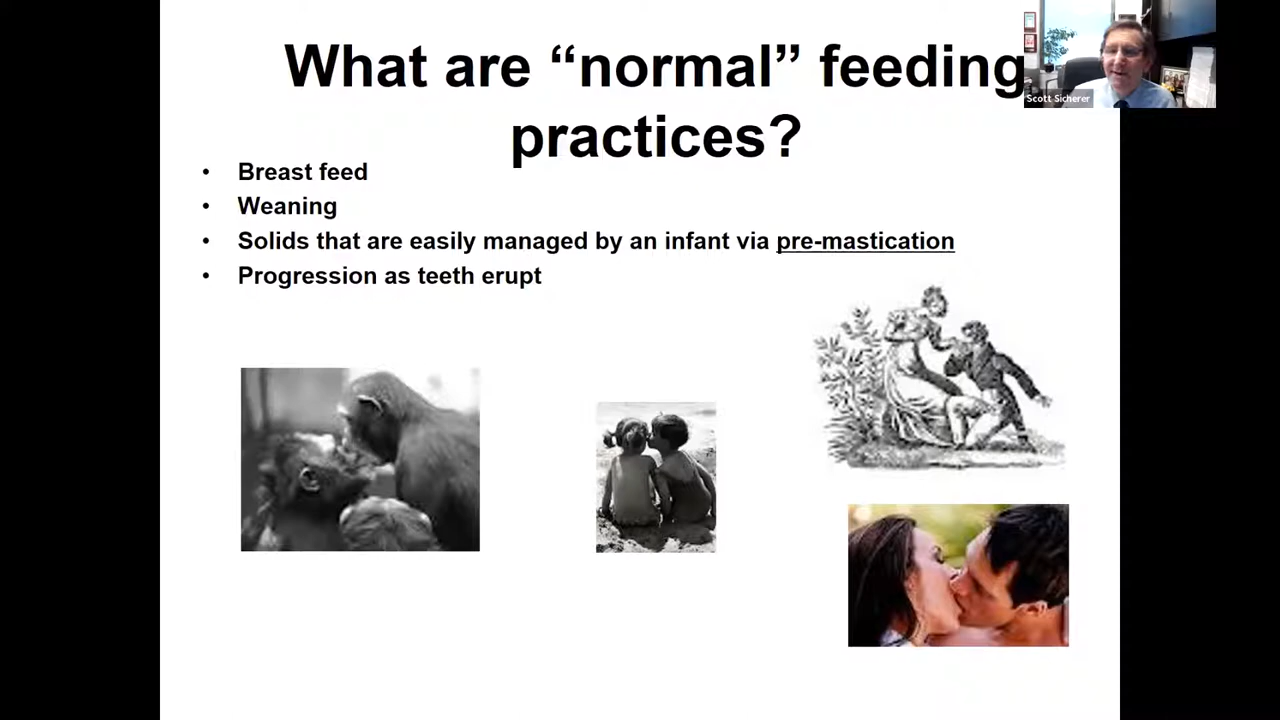 What are “normal” feeding
practices?
Scott Sicherer
• Breast feed
• Weaning
• Solids that are easily managed by an infant via pre-mastication
• Progression as teeth erupt